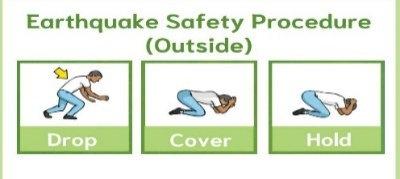 Earthquake Safety Procedure
(Outside)
Drop
Cover
Hold